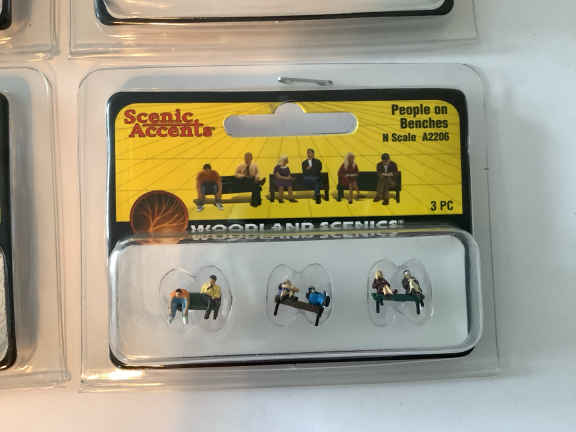 Scenic
Accents®
People on
Benches
N Scale A2206
3 PC
WOODLAND SCENICS®